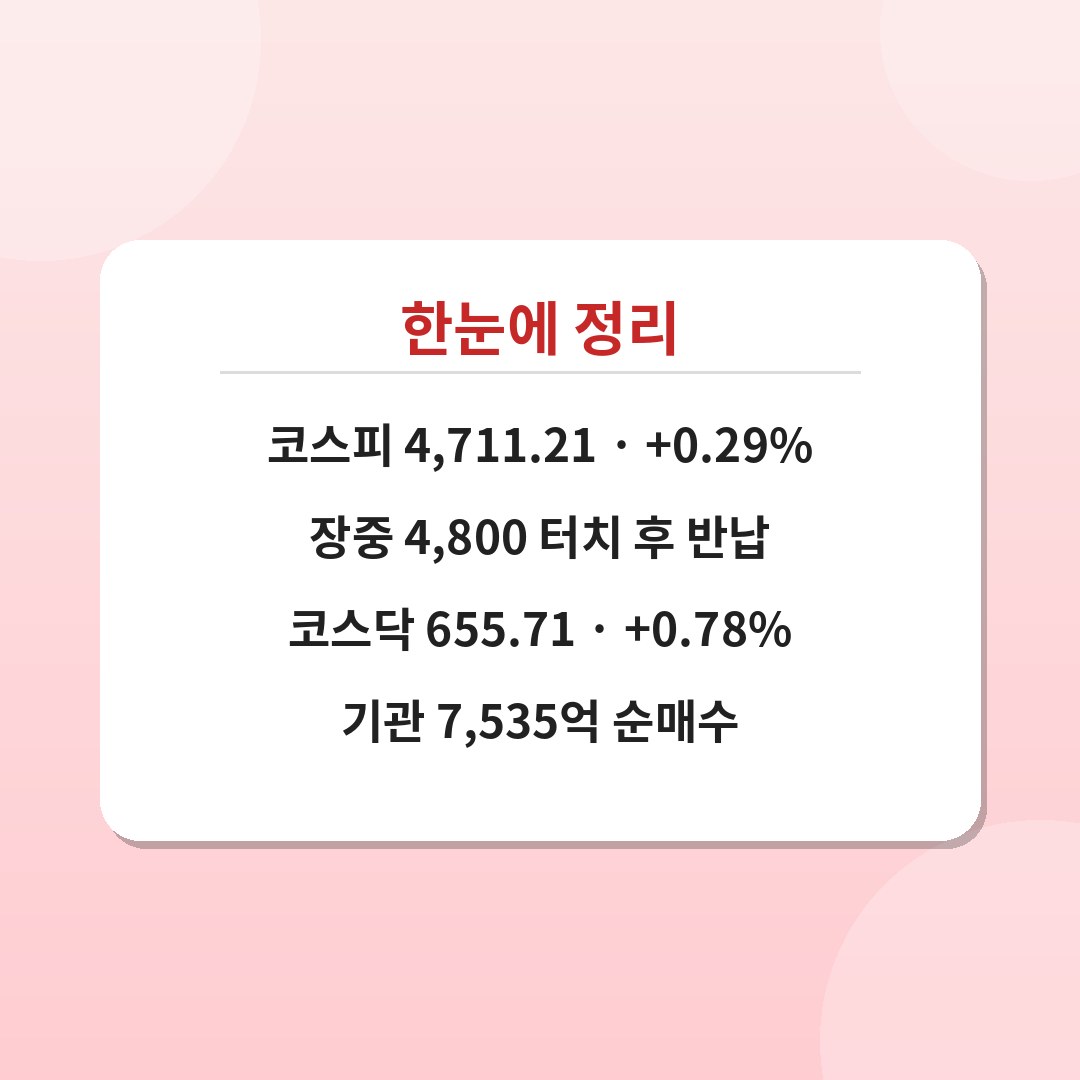 한눈에 정리
코스피 4,711.21 · +0.29%
장중 4,800 터치 후 반납
코스닥 655.71 · +0.78%
기관 7,535억 순매수